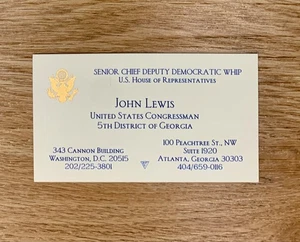 Senior Chief Deputy Democratic Whip
U.S. House of Representatives
John Lewis
United States Congressman
5th District of Georgia
343 Cannon Building
Washington, D.C. 20515
202/225-3801
100 Peachtree St., NW
Suite 1920
Atlanta, Georgia 30303
404/659-0116